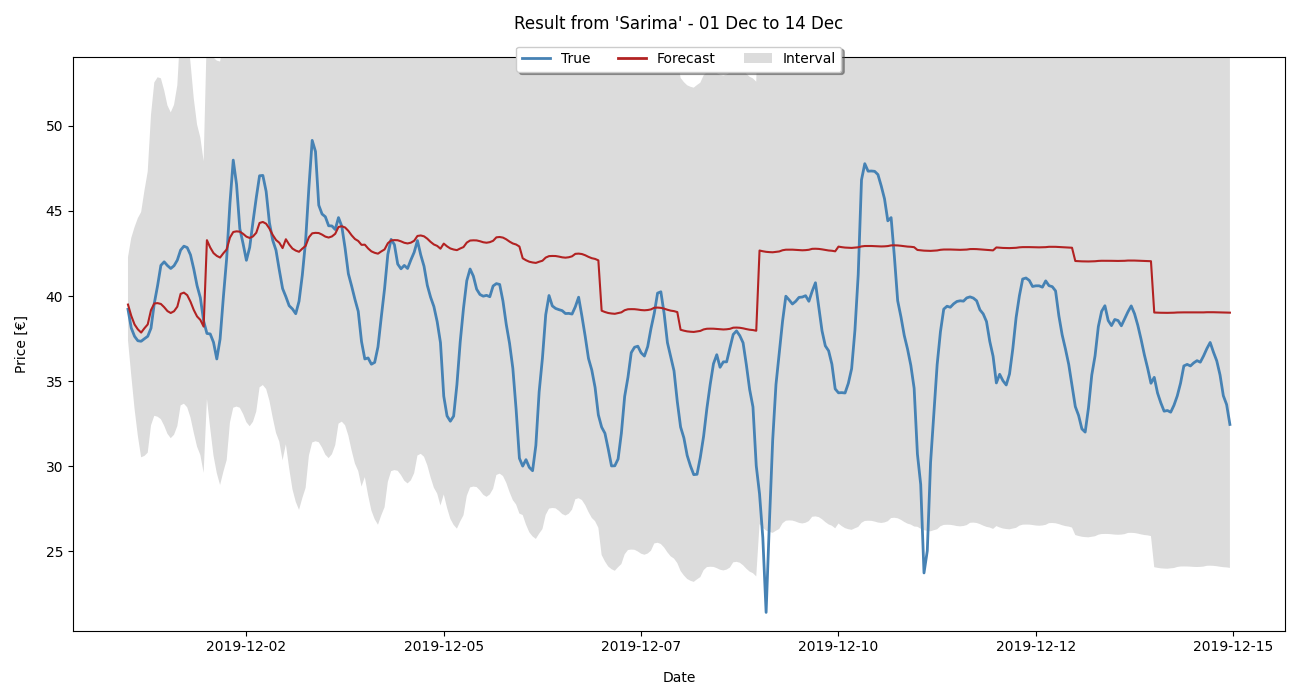 Result from 'Sarima' - 01 Dec to 14 Dec
True Forecast Interval
50
45
40
35
30
25
Price [€]
2019-12-02 2019-12-05 2019-12-07 2019-12-10 2019-12-12 2019-12-15
Date